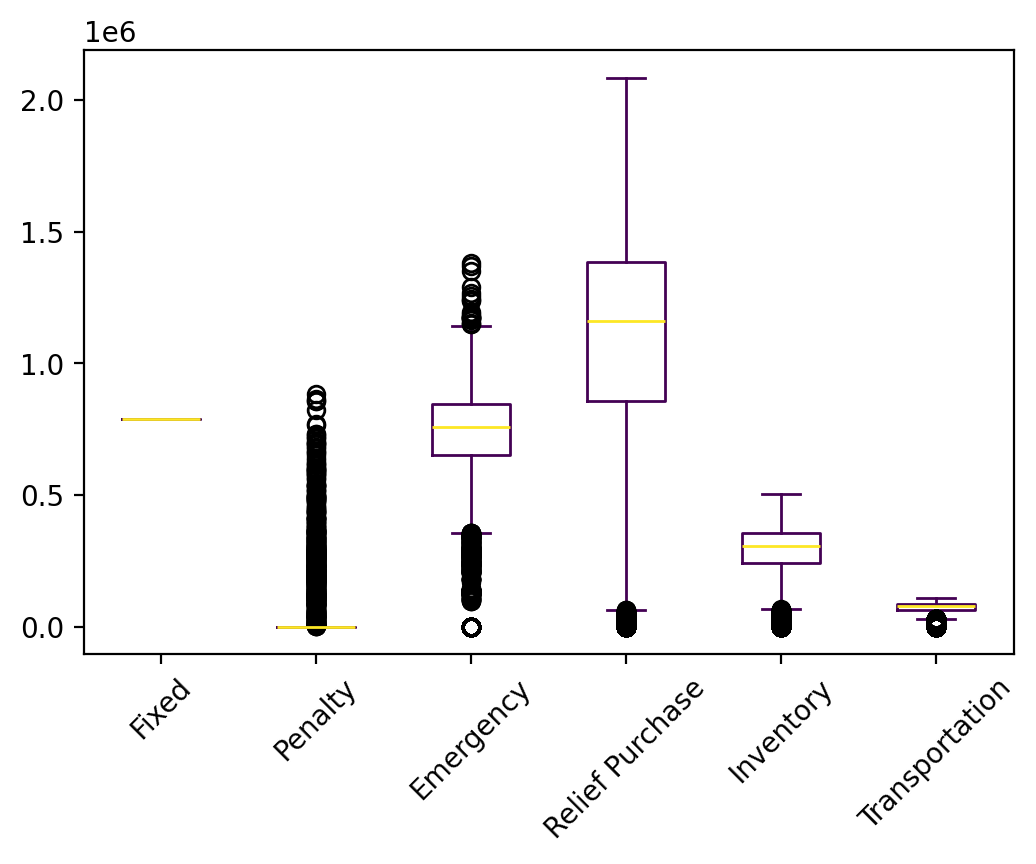 1e6
2.0
1.5
1.0
0.5
0.0
Fixed
Penalty
Emergency
Relief Purchase
Inventory
Transportation